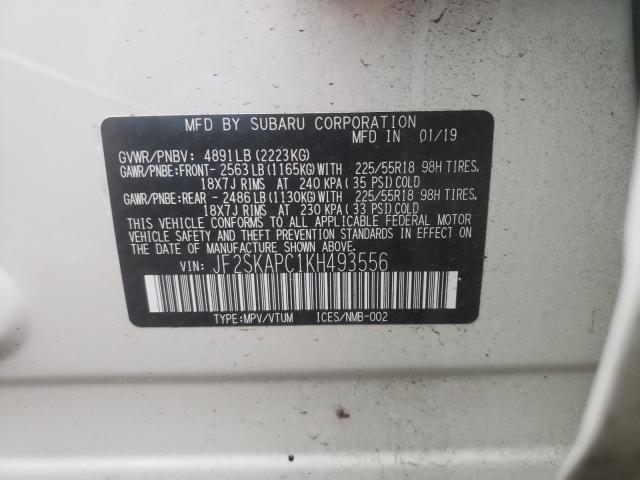 MFD BY SUBARU CORPORATION
MFD IN 01/19
GVWR/PNBV: 4891LB(2223KG)
GAWR/PNBE:FRONT- 2563LB(1165KG)WITH 225/55R18 98H TIRES,
18X7J RIMS AT 240 KPA(35 PSI)COLD
GAWR/PNBE:REAR - 2486LB(1130KG)WITH 225/55R18 98H TIRES,
18X7J RIMS AT 230 KPA(33 PSI)COLD
THIS VEHICLE CONFORMS TO ALL APPLICABLE FEDERAL MOTOR
VEHICLE SAFETY AND THEFT PREVENTION STANDARDS IN EFFECT ON
THE DATE OF MANUFACTURE SHOWN ABOVE.
VIN: JF2SKAPC1KH493556
TYPE:MPV/VTUM ICES/NMB-002